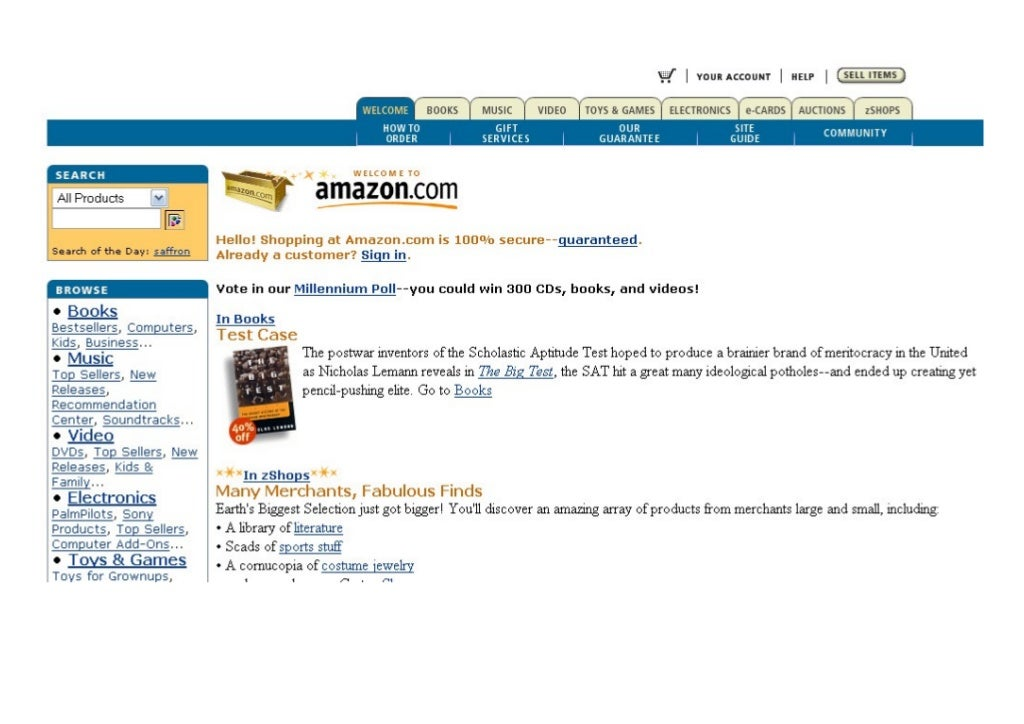 YOUR ACCOUNT | HELP | SELL ITEMS
WELCOME BOOKS MUSIC VIDEO TOYS & GAMES ELECTRONICS e-CARDS AUCTIONS zSHOPS
HOW TO ORDER GIFT SERVICES OUR GUARANTEE SITE GUIDE COMMUNITY
SEARCH
All Products
Search of the Day: saffron
BROWSE
• Books
Bestsellers, Computers,
Kids, Business...
• Music
Top Sellers, New
Releases,
Recommendation
Center, Soundtracks...
• Video
DVDs, Top Sellers, New
Releases, Kids &
Family...
• Electronics
PalmPilots, Sony
Products, Top Sellers,
Computer Add-Ons...
• Toys & Games
Toys for Grownups,
amazon.com
WELCOME TO
amazon.com
Hello! Shopping at Amazon.com is 100% secure--guaranteed.
Already a customer? Sign in.
Vote in our Millennium Poll--you could win 300 CDs, books, and videos!
In Books
Test Case
THE
BIG
TEST
40%
off
The postwar inventors of the Scholastic Aptitude Test hoped to produce a brainier brand of meritocracy in the United
as Nicholas Lemann reveals in The Big Test, the SAT hit a great many ideological potholes--and ended up creating yet
pencil-pushing elite. Go to Books
In zShops
Many Merchants, Fabulous Finds
Earth's Biggest Selection just got bigger! You'll discover an amazing array of products from merchants large and small, including:
• A library of literature
• Scads of sports stuff
• A cornucopia of costume jewelry